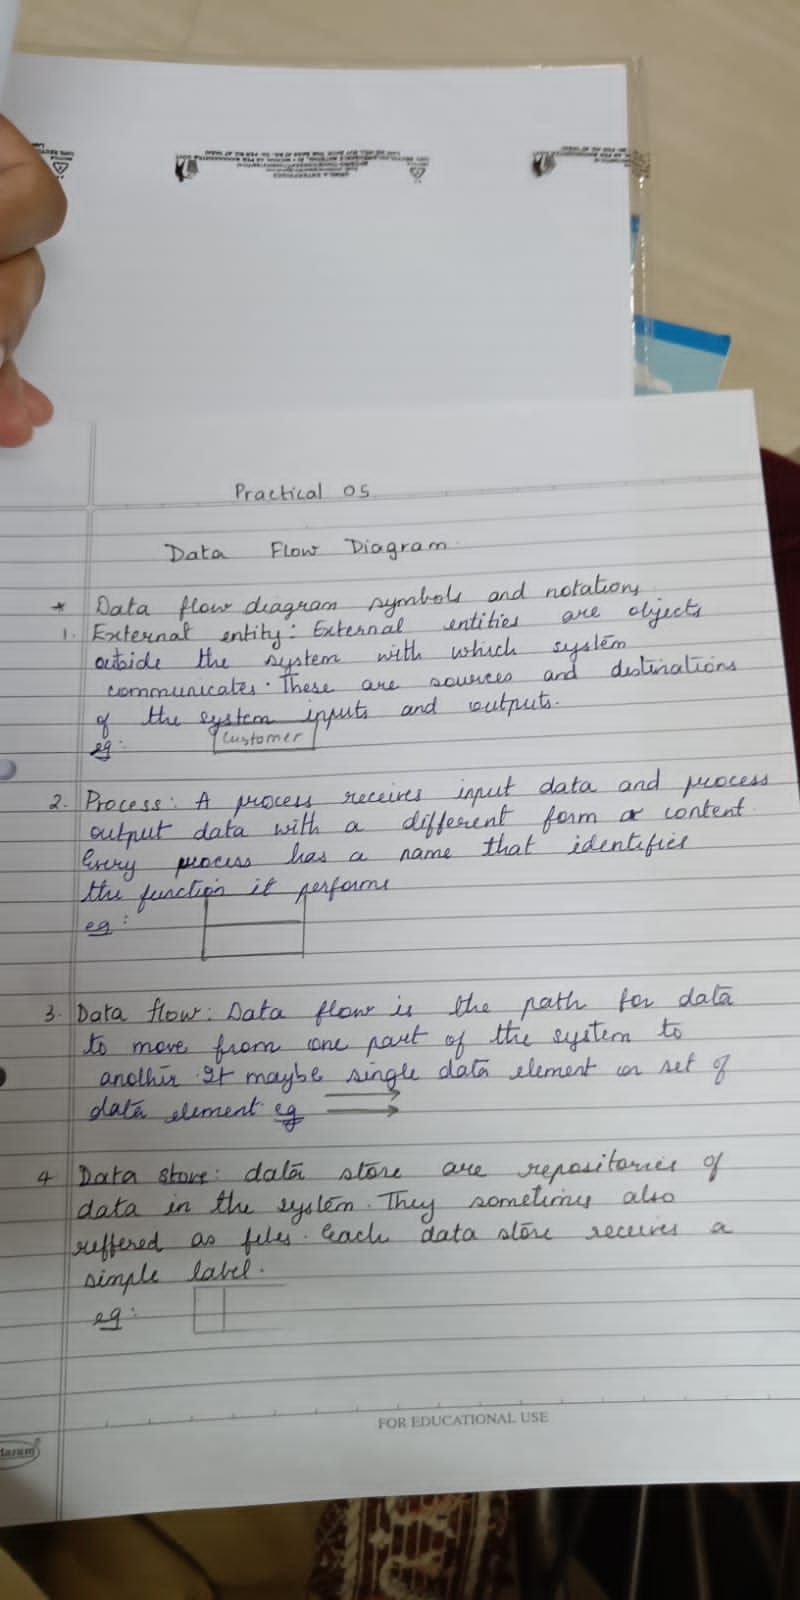 Practical 05
Data Flow Diagram
* Data flow diagram symbols and notations
1. External entity: External entities are objects
outside the system with which system
communicates. These are sources and destinations
of the system inputs and outputs.
eg: Customer
2. Process: A process receives input data and process
output data with a different form or content.
Every process has a name that identifies
the function it performs
eg:
3. Data flow: Data flow is the path for data
to move from one part of the system to
another. It maybe single data element or set of
data element eg
4 Data store: data store are repositories of
data in the system. They sometimes also
reffered as files. Each data store receives a
simple label.
eg:
FOR EDUCATIONAL USE